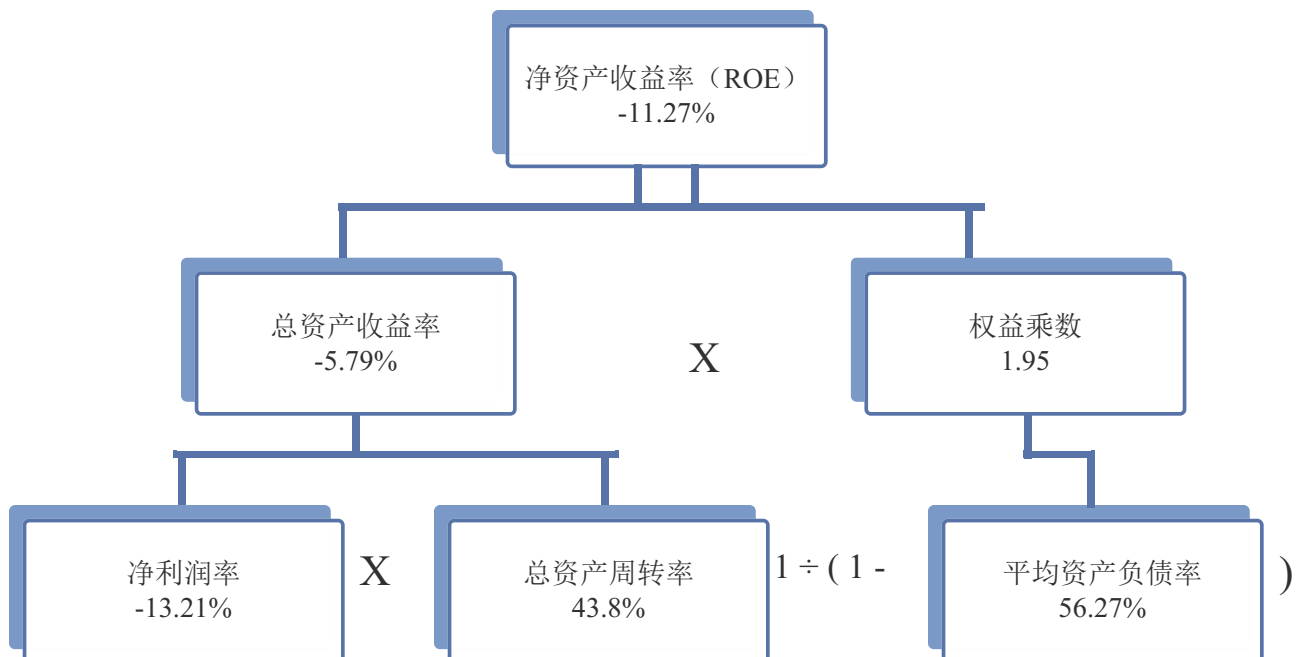 净资产收益率（ROE）
-11.27%
总资产收益率
-5.79%
X
权益乘数
1.95
净利润率
-13.21%
X
总资产周转率
43.8%
1 ÷ ( 1 -
平均资产负债率
56.27%
)